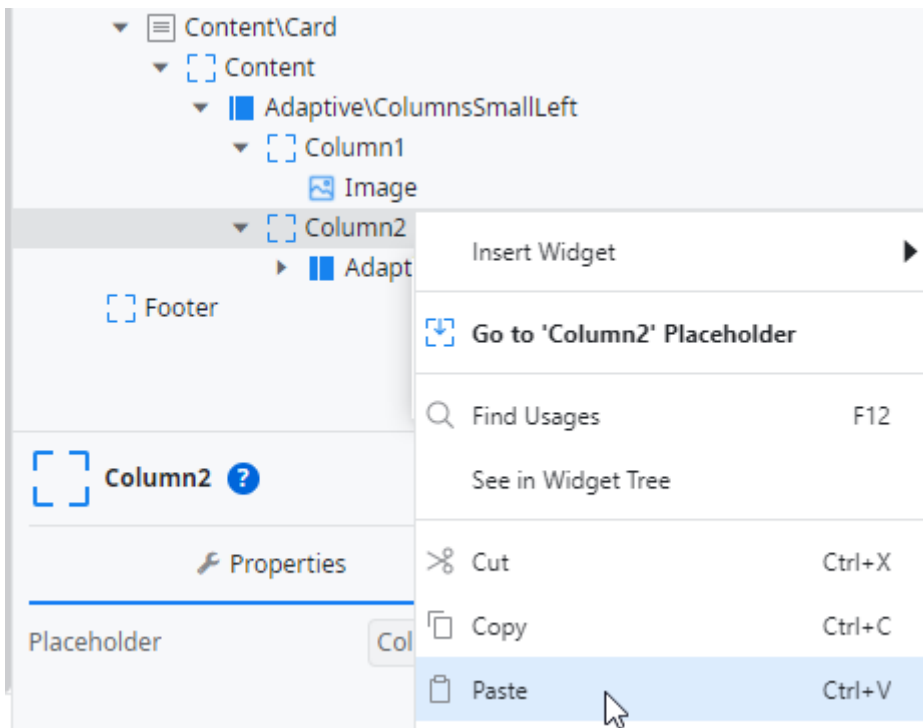 Content\Card
Content
Adaptive\ColumnsSmallLeft
Column1
Image
Column2
Adapt
Footer
Insert Widget
Go to 'Column2' Placeholder
Find Usages F12
See in Widget Tree
Cut Ctrl+X
Copy Ctrl+C
Paste Ctrl+V
Column2 ?
Properties
Placeholder
Col